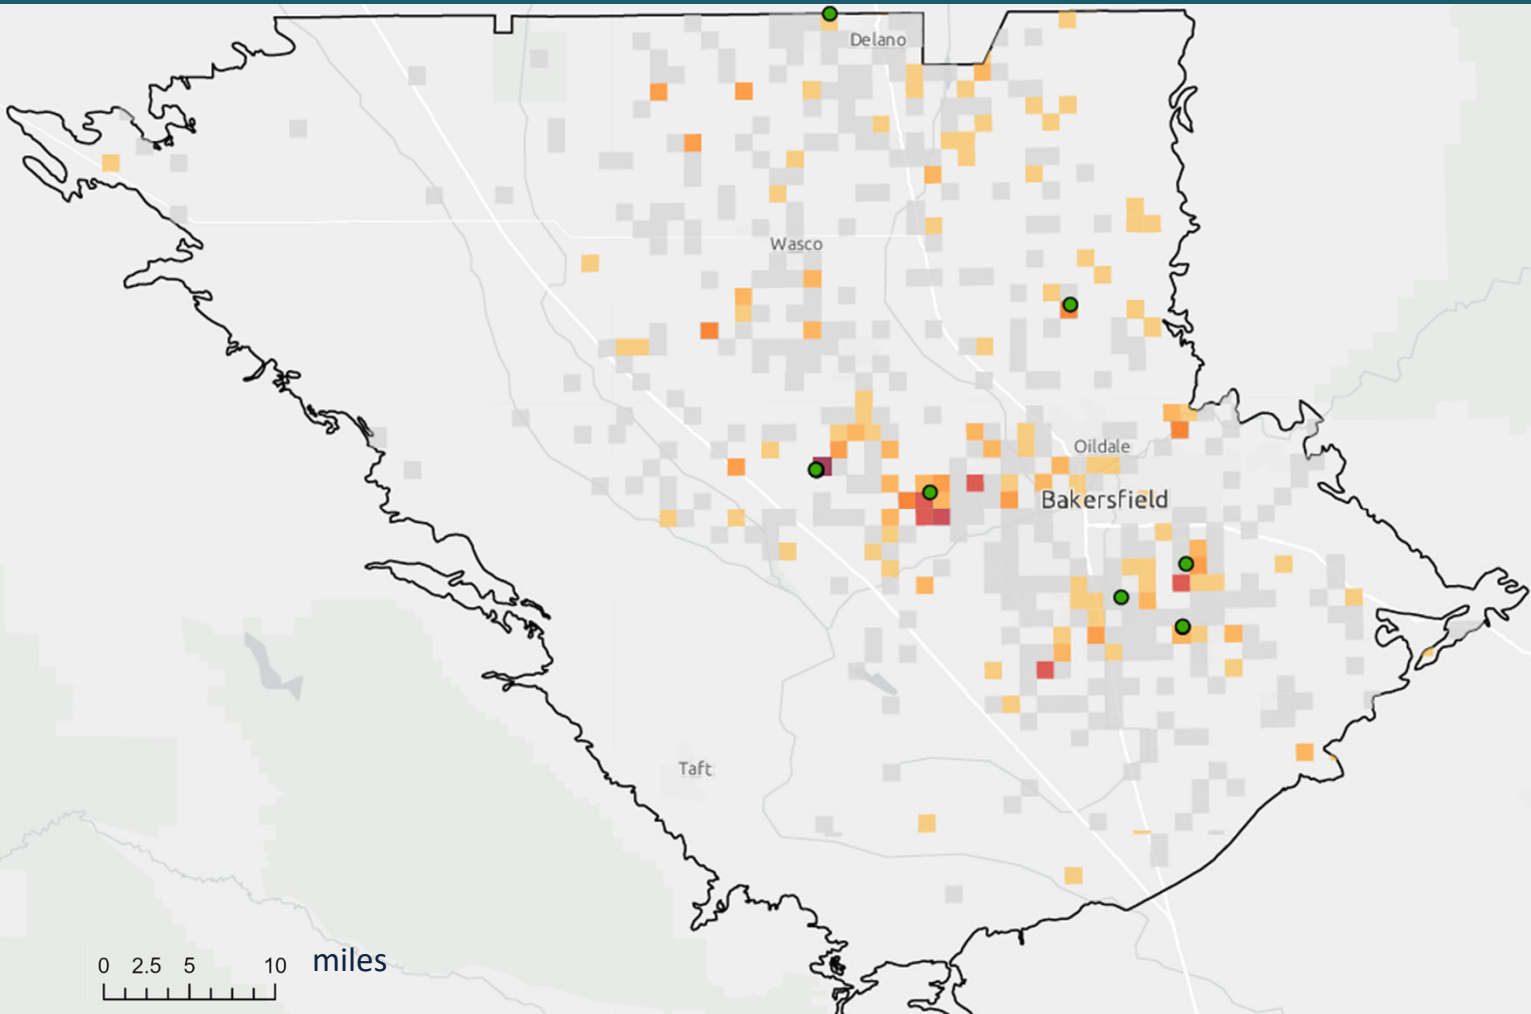 Delano
Wasco
Oildale
Bakersfield
Taft
0 2.5 5 10 miles